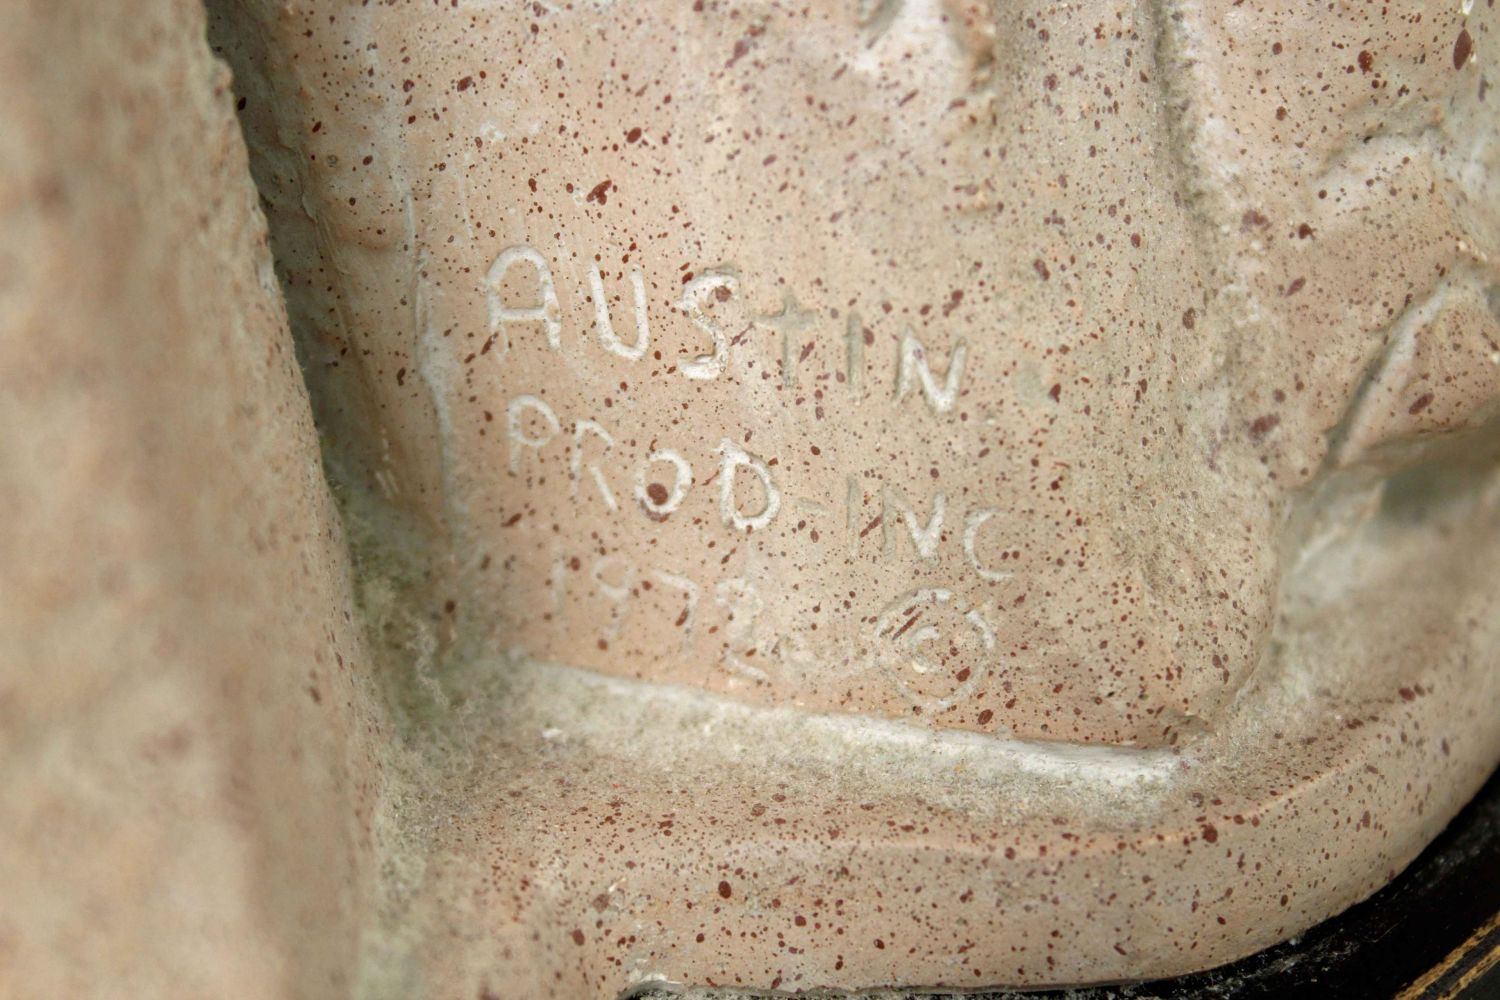 AUSTIN.
PROD-INC
1972 ©